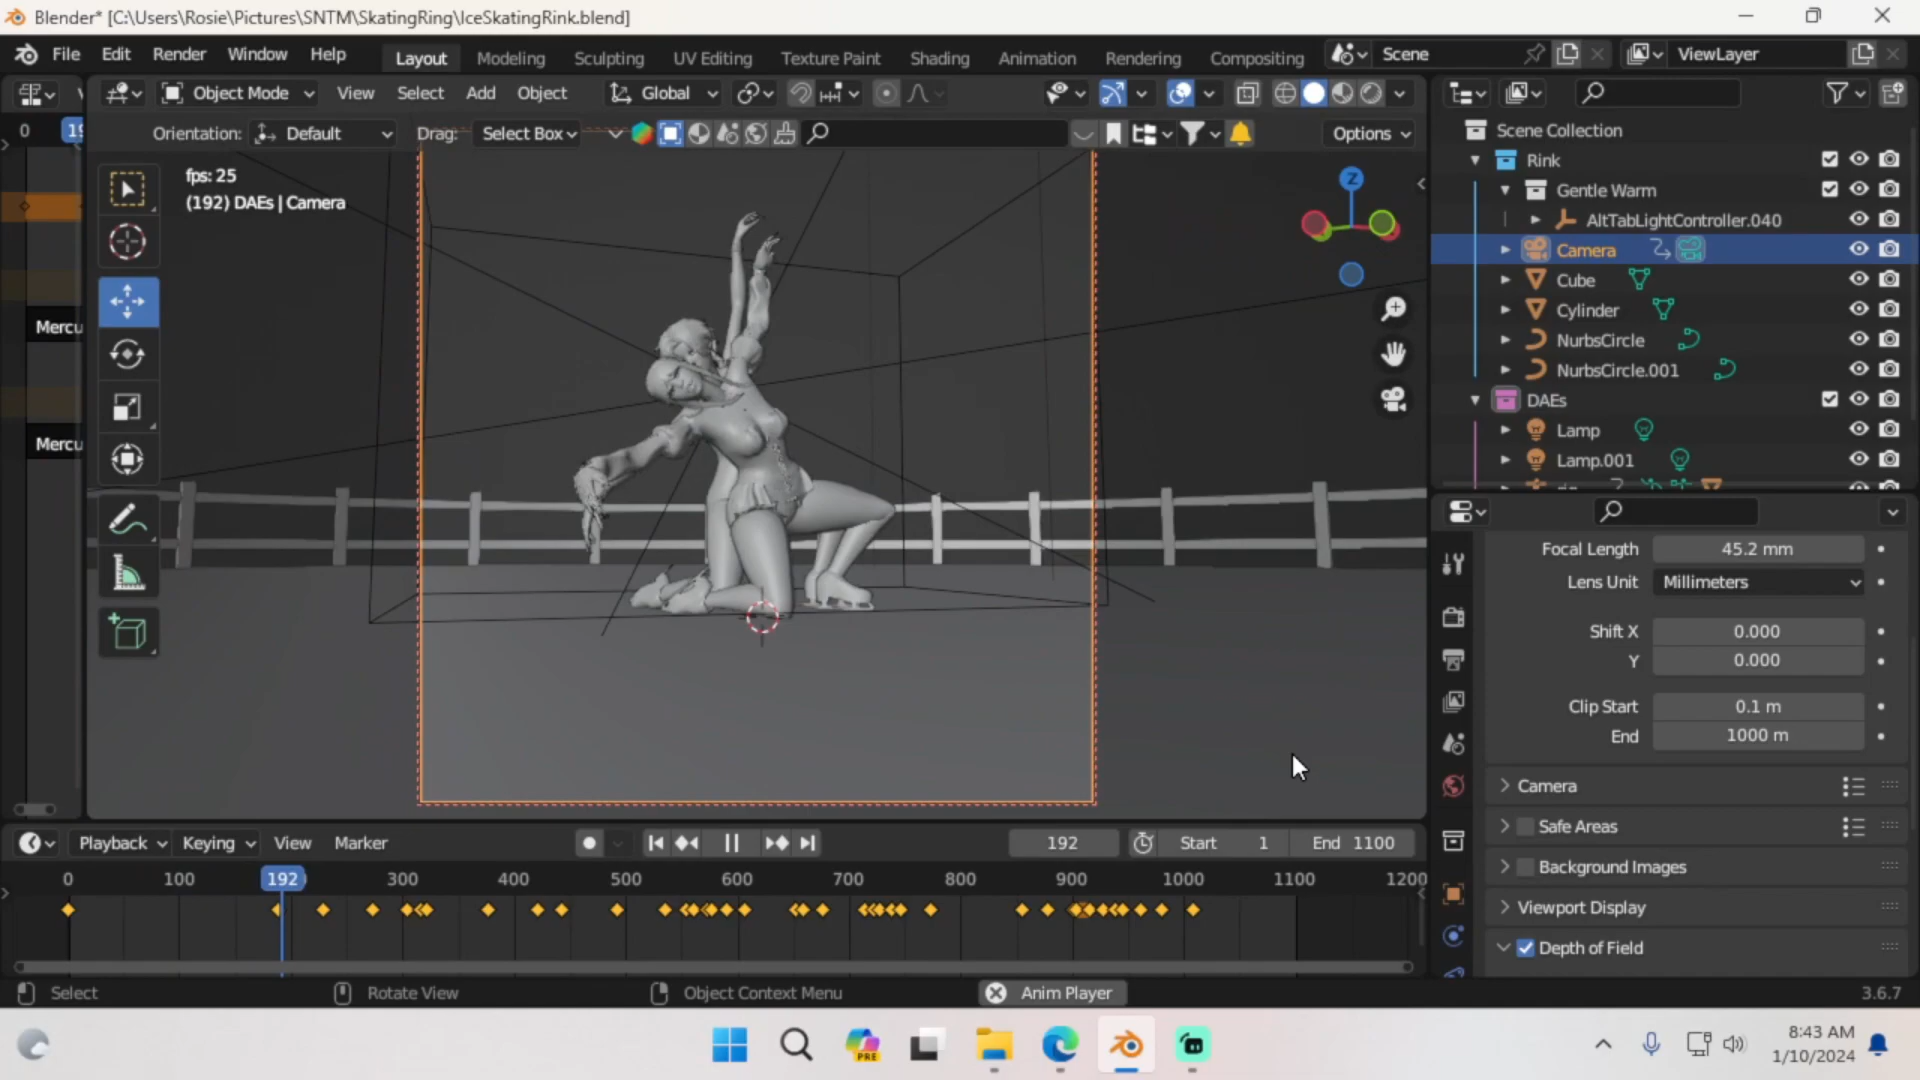 Blender* [C:\Users\Rosie\Pictures\SNTM\SkatingRing\IceSkatingRink.blend]
File Edit Render Window Help
Layout Modeling Sculpting UV Editing Texture Paint Shading Animation Rendering Compositing
Scene
ViewLayer
Object Mode View Select Add Object
Global
0
Orientation: Default Drag: Select Box
Options
fps: 25
(192) DAEs | Camera
Z
Mercu
Mercu
Scene Collection
Rink
Gentle Warm
AltTabLightController.040
Camera
Cube
Cylinder
NurbsCircle
NurbsCircle.001
DAEs
Lamp
Lamp.001
Focal Length 45.2 mm
Lens Unit Millimeters
Shift X 0.000
Y 0.000
Clip Start 0.1 m
End 1000 m
Camera
Safe Areas
Background Images
Viewport Display
Depth of Field
Playback Keying View Marker
192 Start 1 End 1100
0 100 192 300 400 500 600 700 800 900 1000 1100 1200
Select Rotate View Object Context Menu Anim Player 3.6.7
PRE
8:43 AM
1/10/2024